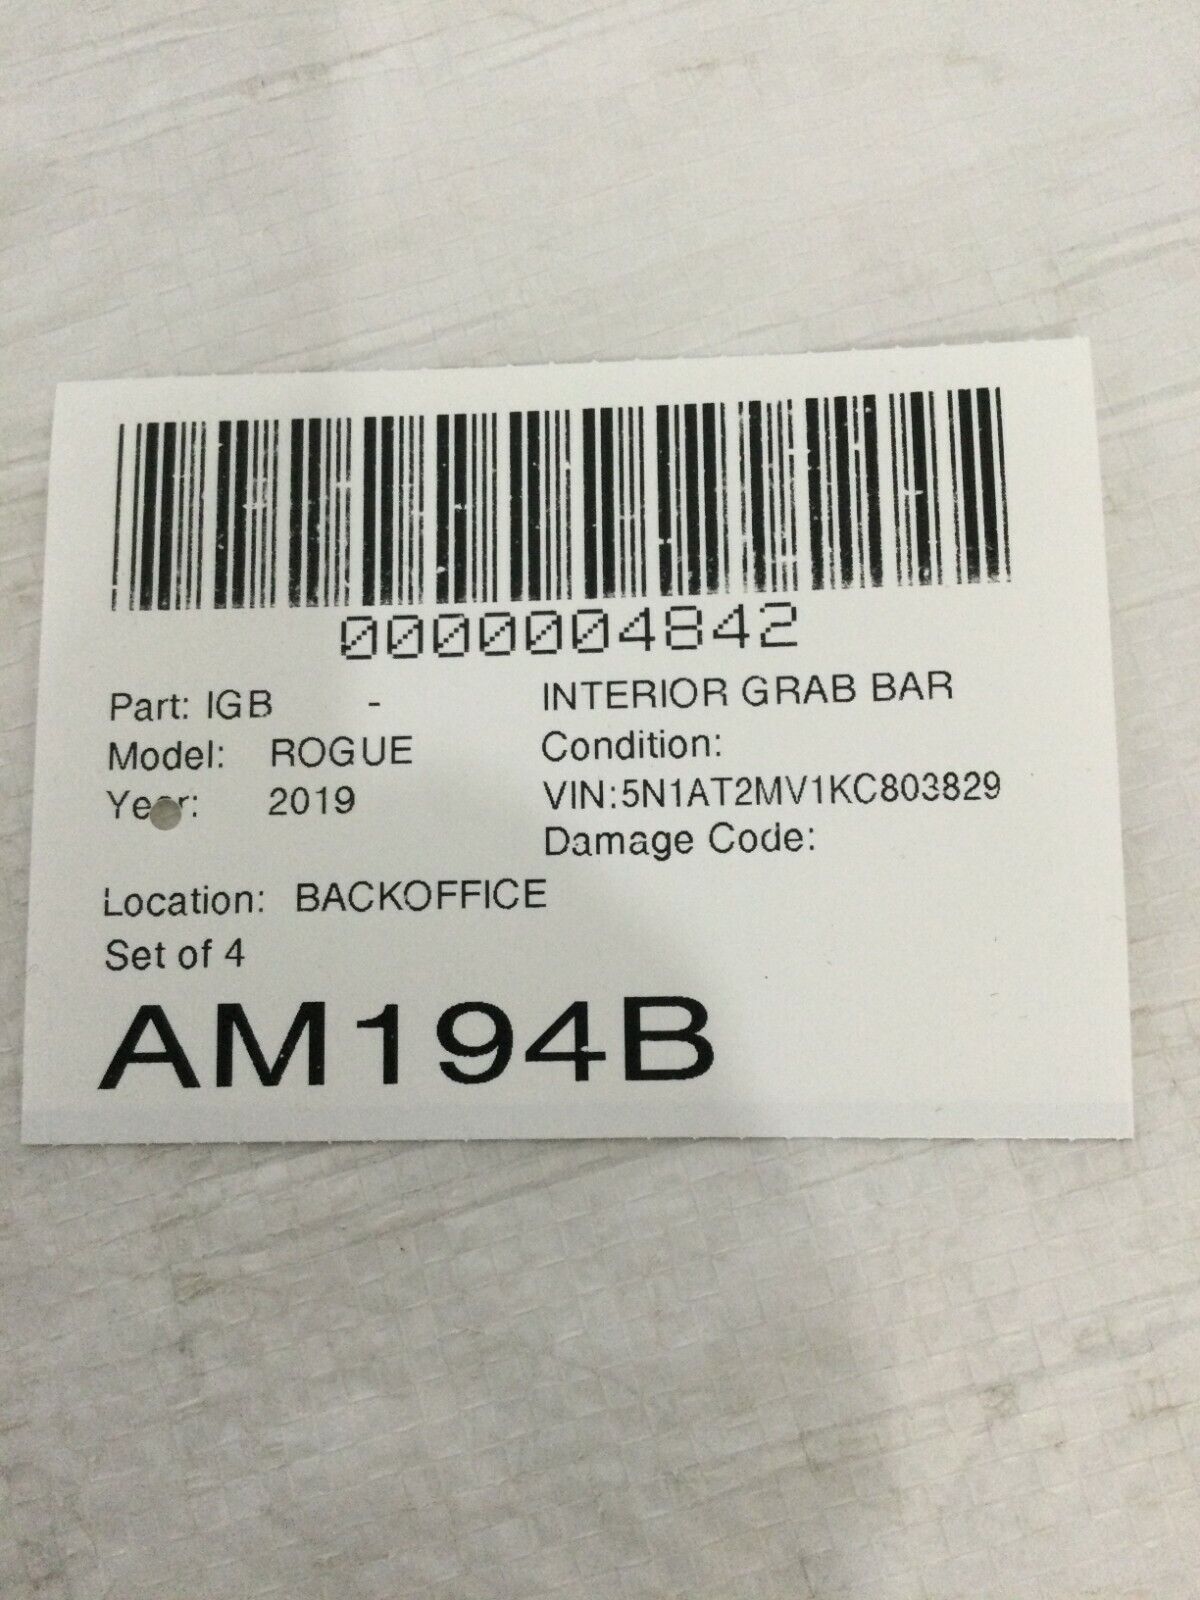 0000004842
Part: IGB - INTERIOR GRAB BAR
Model: ROGUE Condition:
Year: 2019 VIN:5N1AT2MV1KC803829
Damage Code:
Location: BACKOFFICE
Set of 4
AM194B